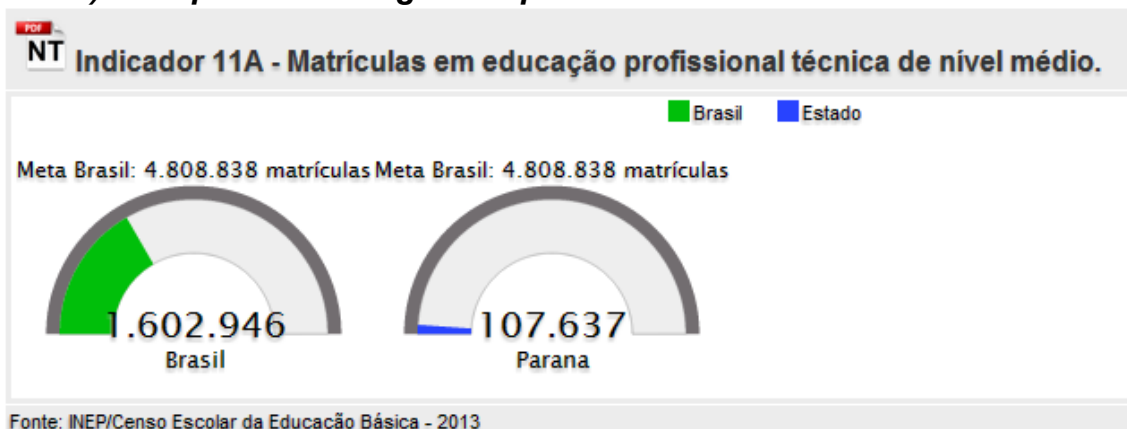 PDF
NT Indicador 11A - Matrículas em educação profissional técnica de nível médio.
Brasil Estado
Meta Brasil: 4.808.838 matrículas Meta Brasil: 4.808.838 matrículas
1.602.946 107.637
Brasil Parana
Fonte: INEP/Censo Escolar da Educação Básica - 2013